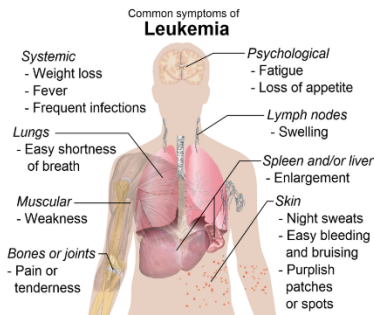 Common symptoms of
Leukemia
Systemic
- Weight loss
- Fever
- Frequent infections
Lungs
- Easy shortness
of breath
Muscular
- Weakness
Bones or joints
- Pain or
tenderness
Psychological
- Fatigue
- Loss of appetite
Lymph nodes
- Swelling
Spleen and/or liver
- Enlargement
Skin
- Night sweats
- Easy bleeding
and bruising
- Purplish
patches
or spots